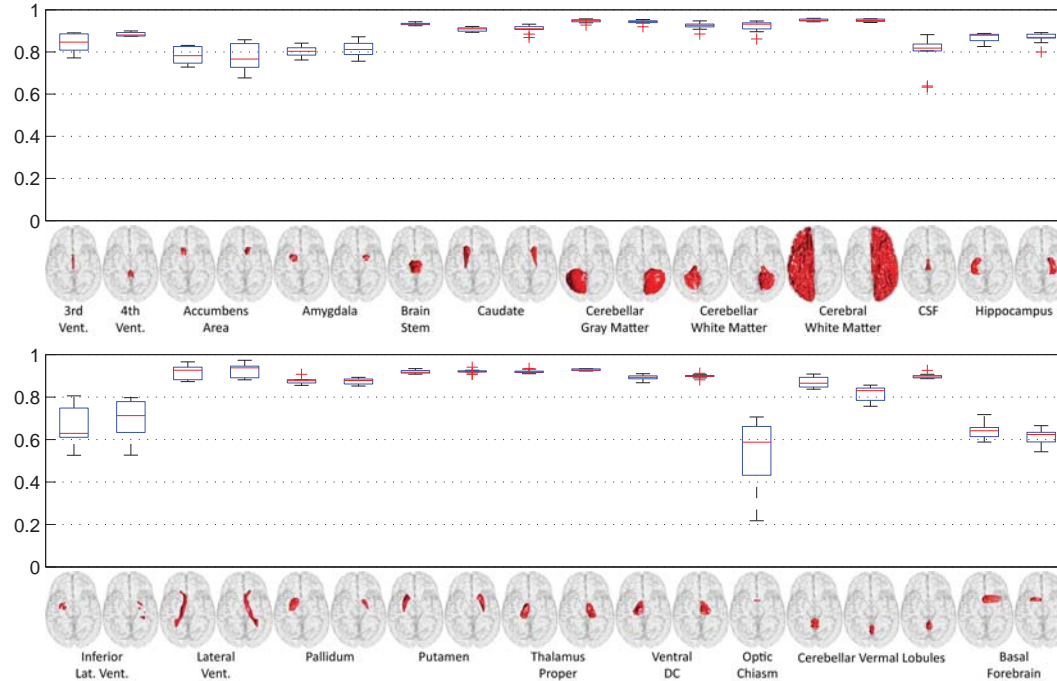 1
0.8
0.6
0.4
0.2
0
3rd Vent.
4th Vent.
Accumbens Area
Amygdala
Brain Stem
Caudate
Cerebellar Gray Matter
Cerebellar White Matter
Cerebral White Matter
CSF
Hippocampus
1
0.8
0.6
0.4
0.2
0
Inferior Lat. Vent.
Lateral Vent.
Pallidum
Putamen
Thalamus Proper
Ventral DC
Optic Chiasm
Cerebellar Vermal Lobules
Basal Forebrain